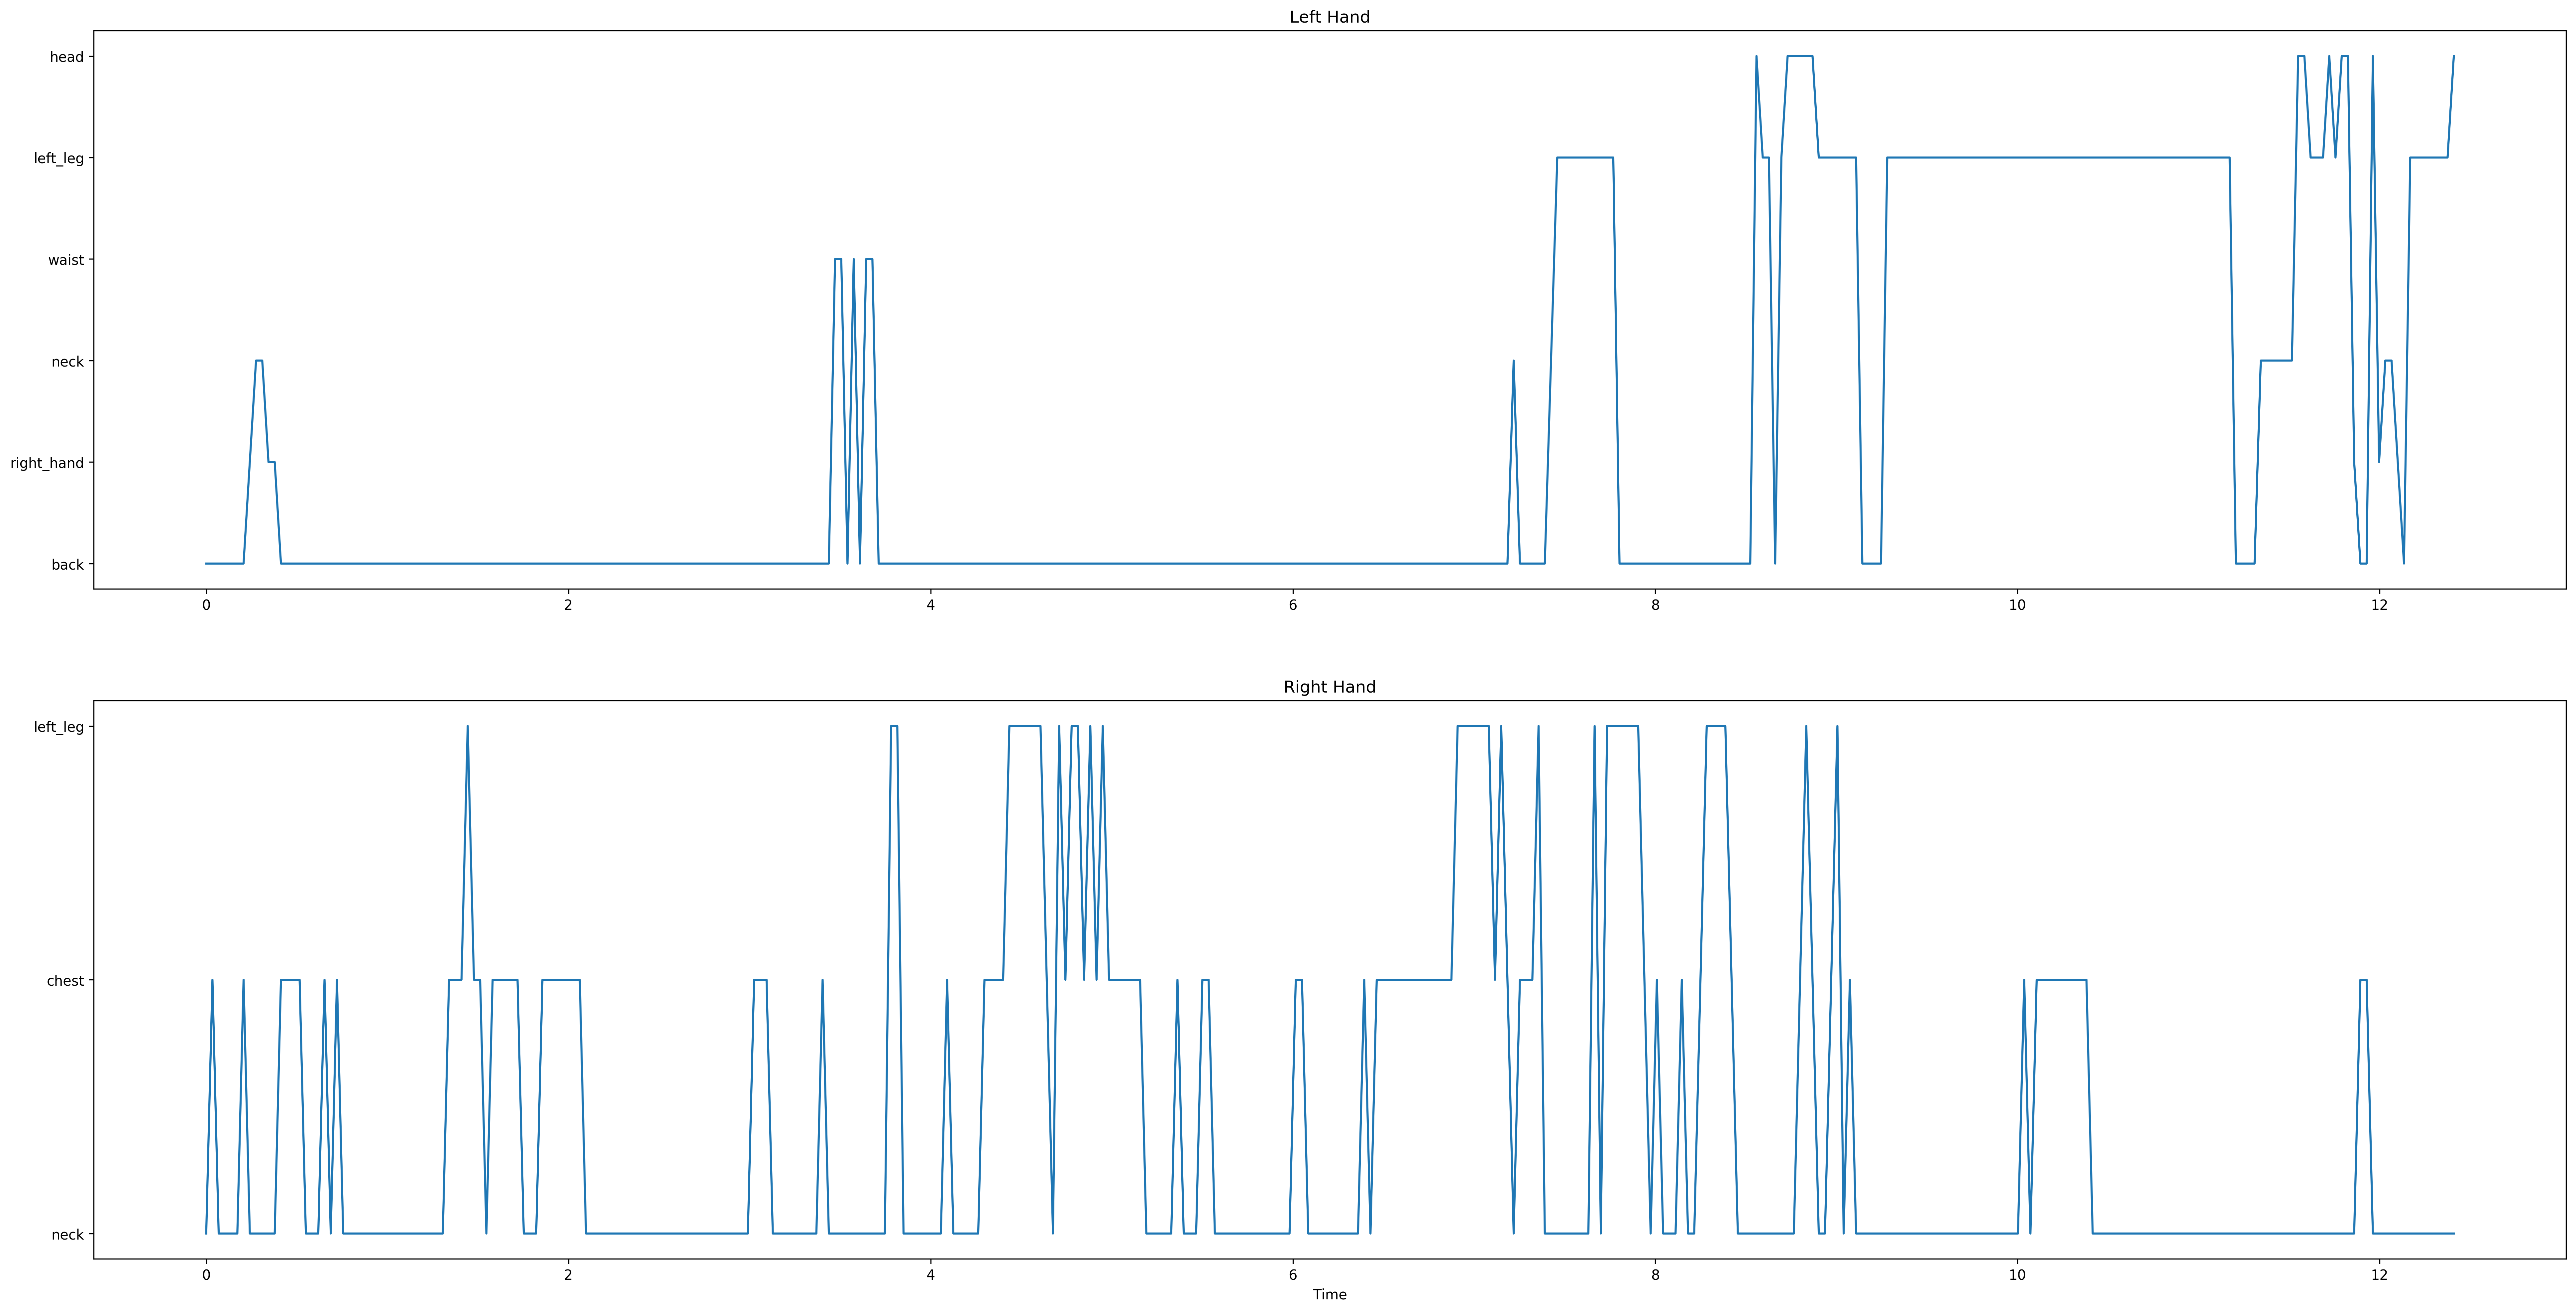 Left Hand
head
left_leg
waist
neck
right_hand
back
0 2 4 6 8 10 12
Right Hand
left_leg
chest
neck
0 2 4 6 8 10 12
Time